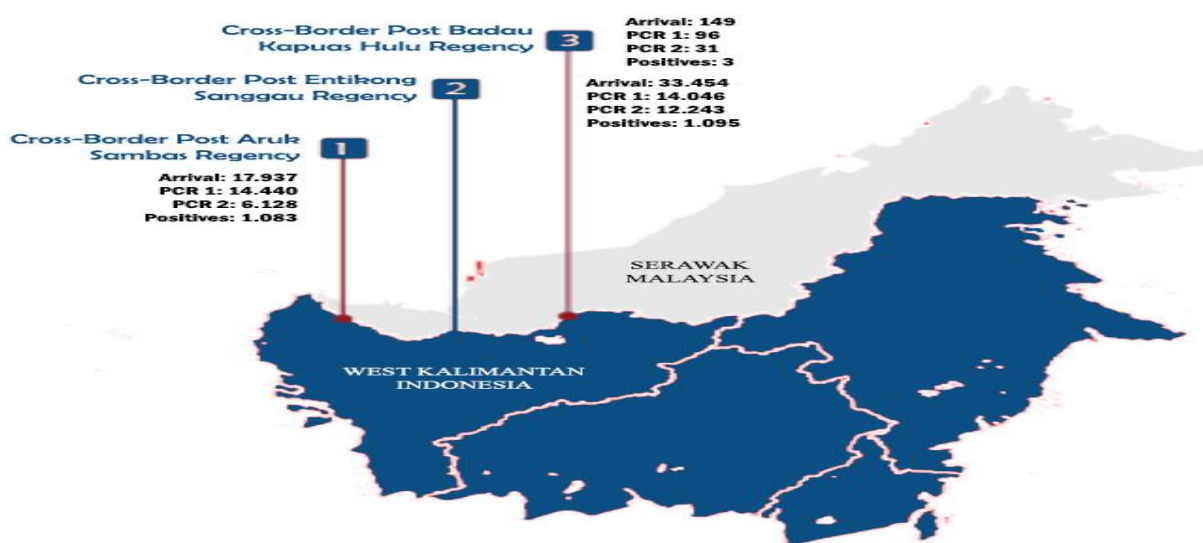 Cross-Border Post Badau
Kapuas Hulu Regency
3
Arrival: 149
PCR 1: 96
PCR 2: 31
Positives: 3
Cross-Border Post Entikong
Sanggau Regency
2
Arrival: 33.454
PCR 1: 14.046
PCR 2: 12.243
Positives: 1.095
Cross-Border Post Aruk
Sambas Regency
1
Arrival: 17.937
PCR 1: 14.440
PCR 2: 6.128
Positives: 1.083
SERAWAK
MALAYSIA
WEST KALIMANTAN
INDONESIA